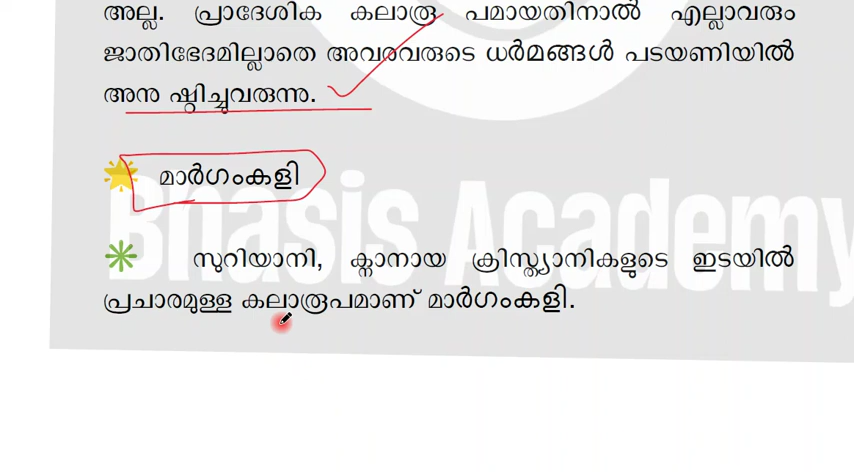 അല്ല. പ്രാദേശിക കലാരൂ പമായതിനാൽ എല്ലാവരും
ജാതിഭേദമില്ലാതെ അവരവരുടെ ധർമങ്ങൾ പടയണിയിൽ
അനു ഷ്ഠിച്ചുവരുന്നു.
മാർഗംകളി
സുറിയാനി, ക്നാനായ ക്രിസ്ത്യാനികളുടെ ഇടയിൽ
പ്രചാരമുള്ള കലാരൂപമാണ് മാർഗംകളി.
Bhasis Academy